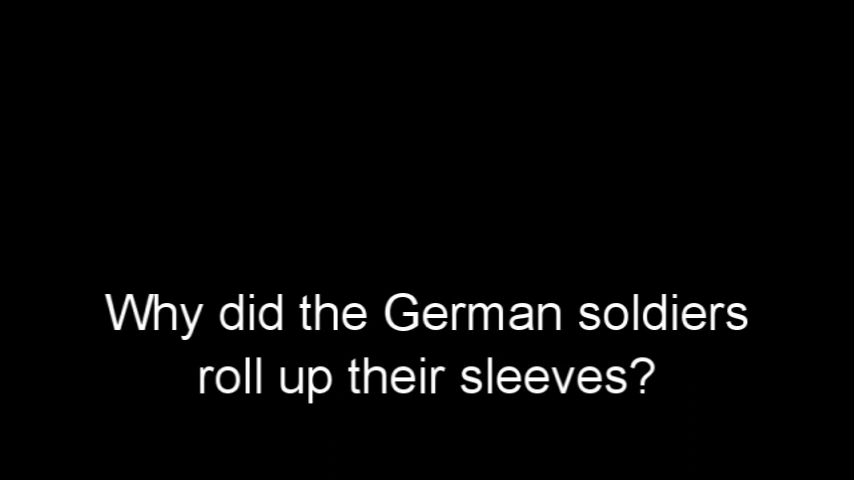 Why did the German soldiers
roll up their sleeves?